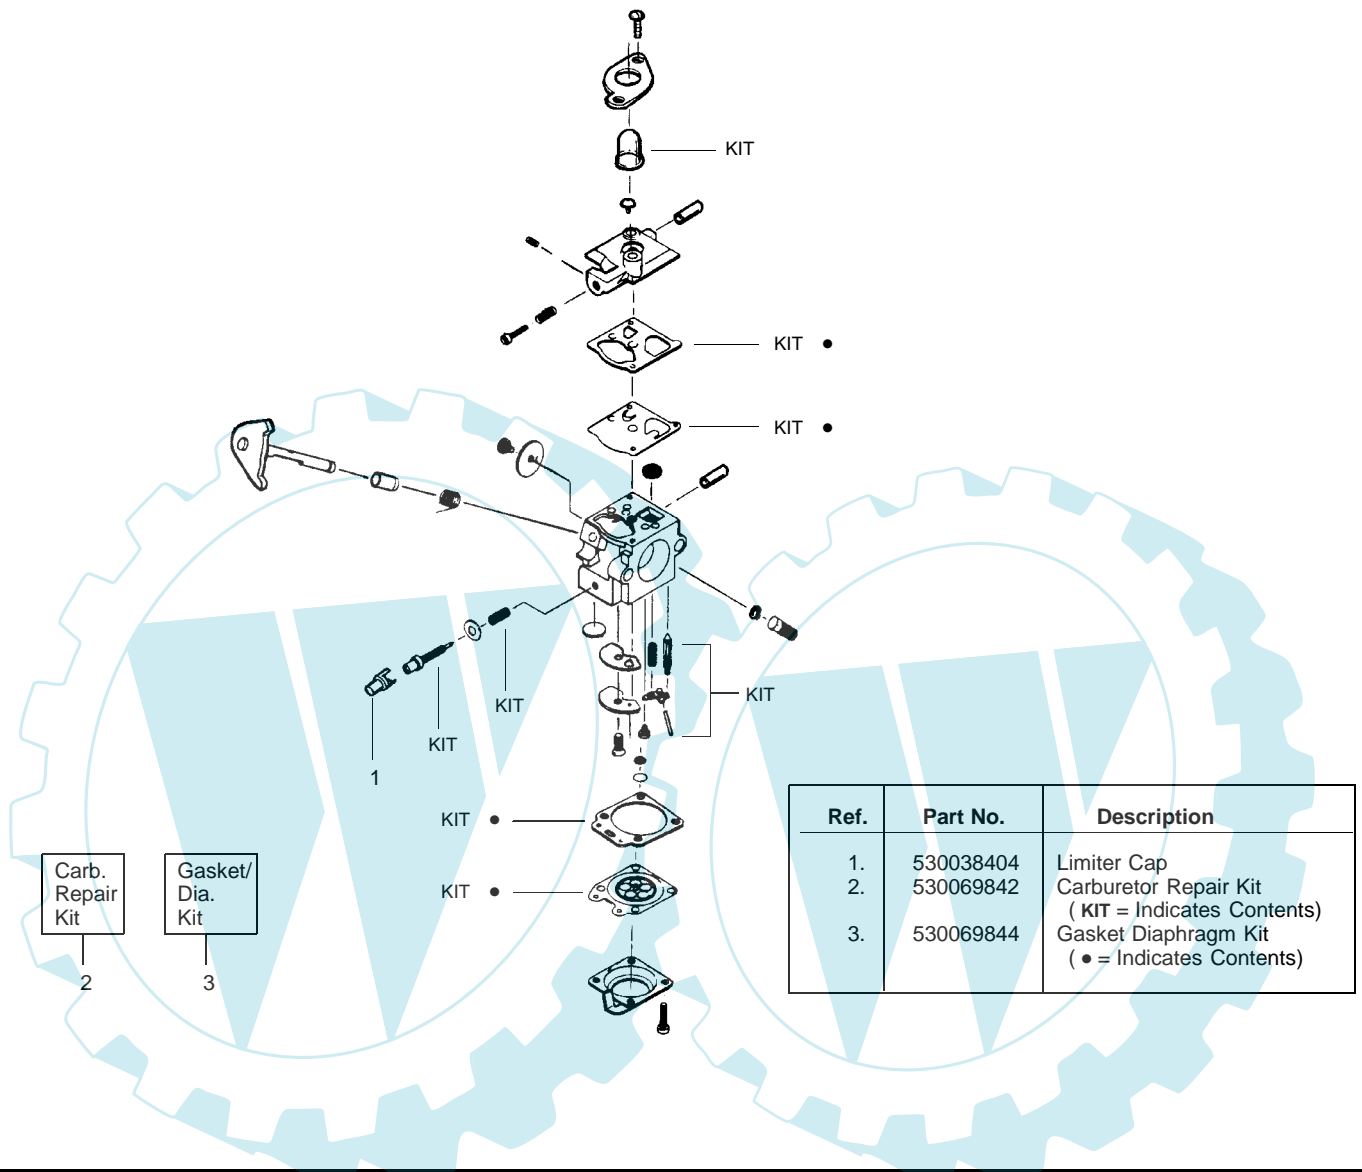 KIT
KIT ●
KIT ●
KIT
KIT
KIT
1
KIT ●
KIT ●
Carb.
Repair
Kit
2
Gasket/
Dia.
Kit
3
Ref. Part No. Description
1. 530038404 Limiter Cap
2. 530069842 Carburetor Repair Kit
( KIT = Indicates Contents)
3. 530069844 Gasket Diaphragm Kit
( ● = Indicates Contents)